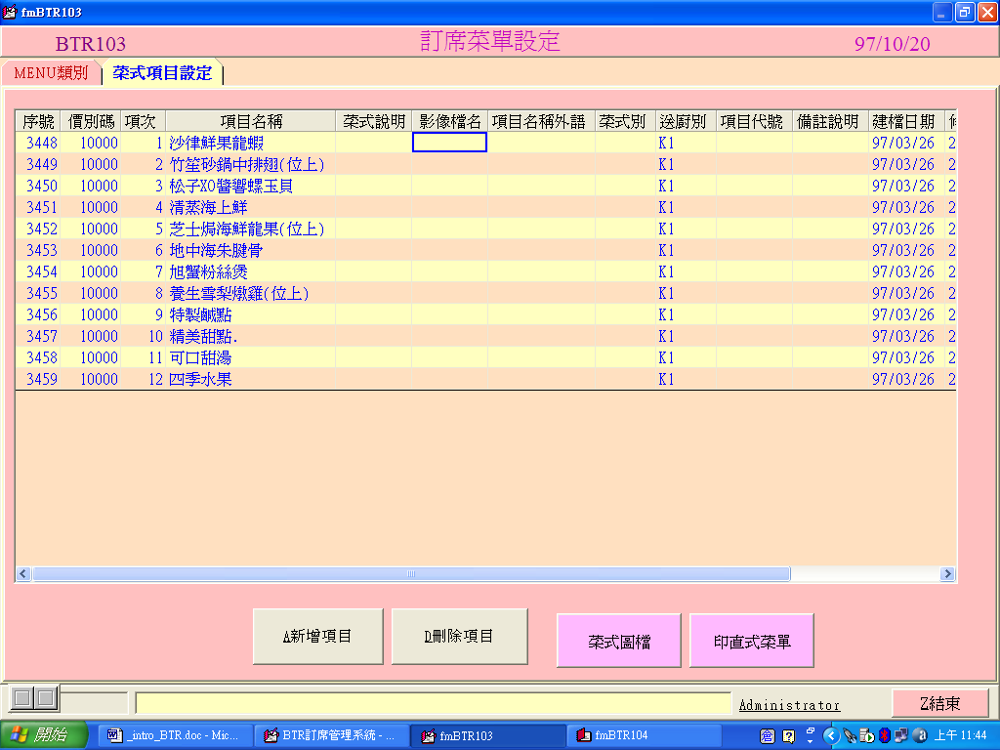 fmBTR103
BTR103 訂席菜單設定 97/10/20
MENU類別 菜式項目設定
序號 價別碼 項次 項目名稱 菜式說明 影像檔名 項目名稱外語 菜式別 送廚別 項目代號 備註說明 建檔日期
3448 10000 1 沙律鮮果龍蝦 K1 97/03/26 2
3449 10000 2 竹笙砂鍋中排翅(位上) K1 97/03/26 2
3450 10000 3 松子XO醬響螺玉貝 K1 97/03/26 2
3451 10000 4 清蒸海上鮮 K1 97/03/26 2
3452 10000 5 芝士焗海鮮龍果(位上) K1 97/03/26 2
3453 10000 6 地中海朱腱骨 K1 97/03/26 2
3454 10000 7 旭蟹粉絲煲 K1 97/03/26 2
3455 10000 8 養生雪梨燉雞(位上) K1 97/03/26 2
3456 10000 9 特製鹹點 K1 97/03/26 2
3457 10000 10 精美甜點. K1 97/03/26 2
3458 10000 11 可口甜湯 K1 97/03/26 2
3459 10000 12 四季水果 K1 97/03/26 2
A新增項目 D刪除項目 菜式圖檔 印直式菜單
Administrator Z結束
開始 _intro_BTR.doc - Mic... BTR訂席管理系統 - ... fmBTR103 fmBTR104 倉 ? 上午 11:44